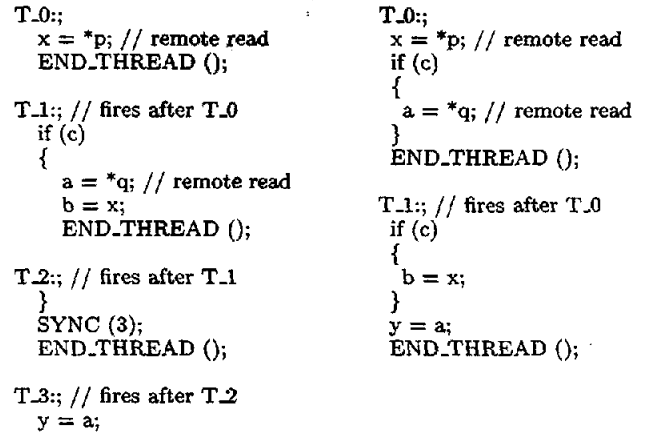 T_0:;
x = *p; // remote read
END_THREAD ();
T_1:; // fires after T_0
if (c)
{
a = *q; // remote read
b = x;
END_THREAD ();
T_2:; // fires after T_1
}
SYNC (3);
END_THREAD ();
T_3:; // fires after T_2
y = a;
T_0:;
x = *p; // remote read
if (c)
{
a = *q; // remote read
}
END_THREAD ();
T_1:; // fires after T_0
if (c)
{
b = x;
}
y = a;
END_THREAD ();